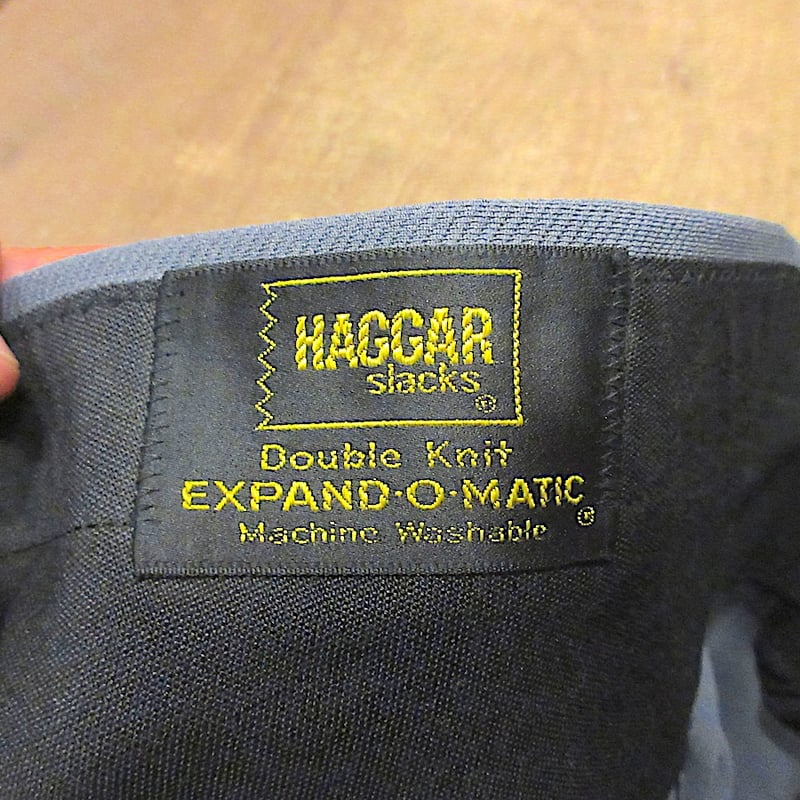 HAGGAR
slacks®
Double Knit
EXPAND·O·MATIC®
Machine Washable